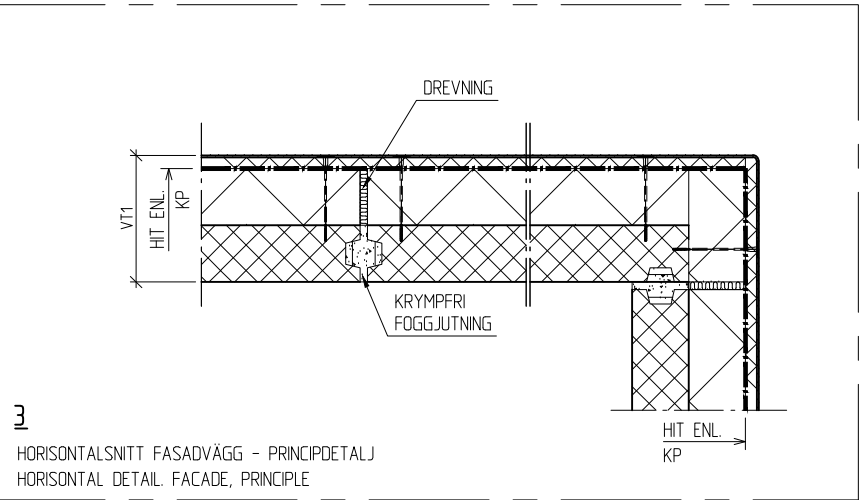 DREVNING
VT1
HIT ENL.
KP
KRYMPFRI
FOGGJUTNING
HIT ENL.
KP
3
HORISONTALSNITT FASADVÄGG - PRINCIPDETALJ
HORISONTAL DETAIL. FACADE, PRINCIPLE